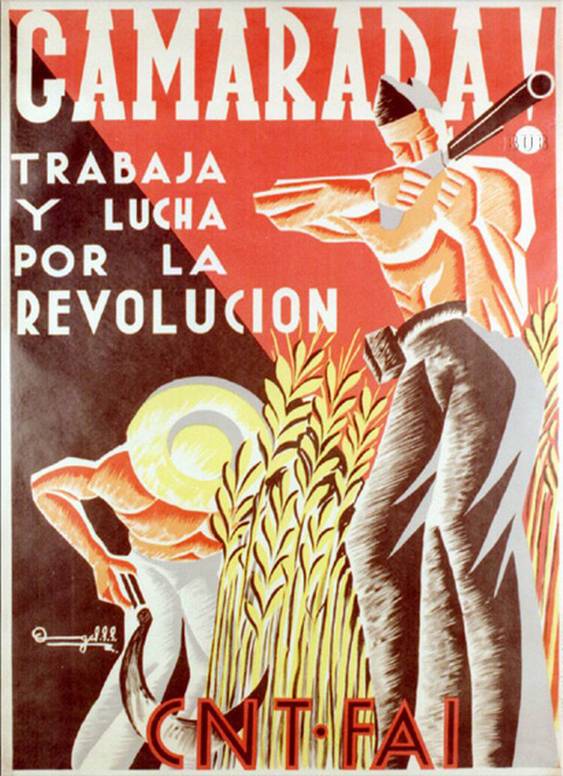 CAMARADA!
TRABAJA
Y LUCHA
POR LA
REVOLUCION
CNT·FAI